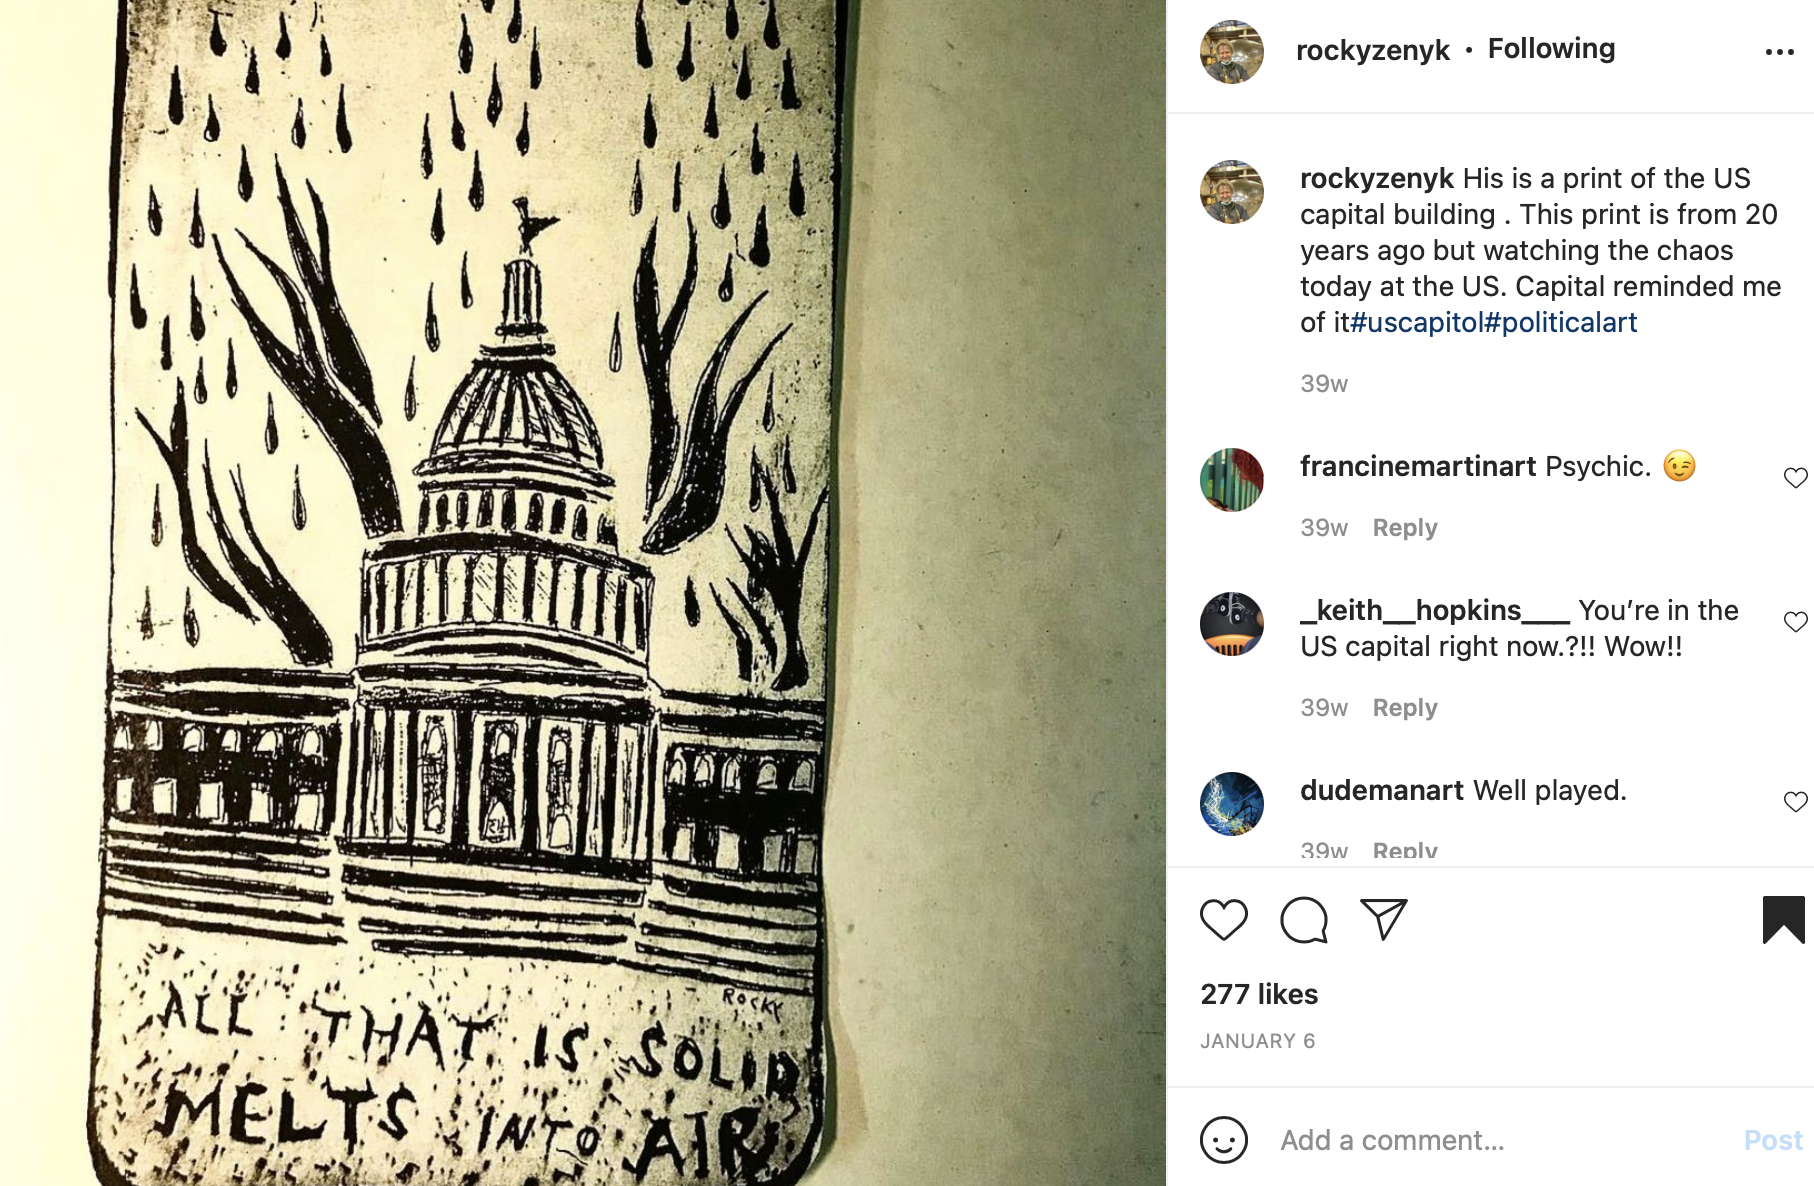 ROCKY
ALL THAT IS SOLID
MELTS INTO AIR
rockyzenyk • Following
rockyzenyk His is a print of the US
capital building . This print is from 20
years ago but watching the chaos
today at the US. Capital reminded me
of it#uscapitol#politicalart
39w
francinemartinart Psychic. 😉
39w Reply
_keith__hopkins___ You’re in the
US capital right now.?!! Wow!!
39w Reply
dudemanart Well played.
39w Reply
277 likes
JANUARY 6
Add a comment... Post